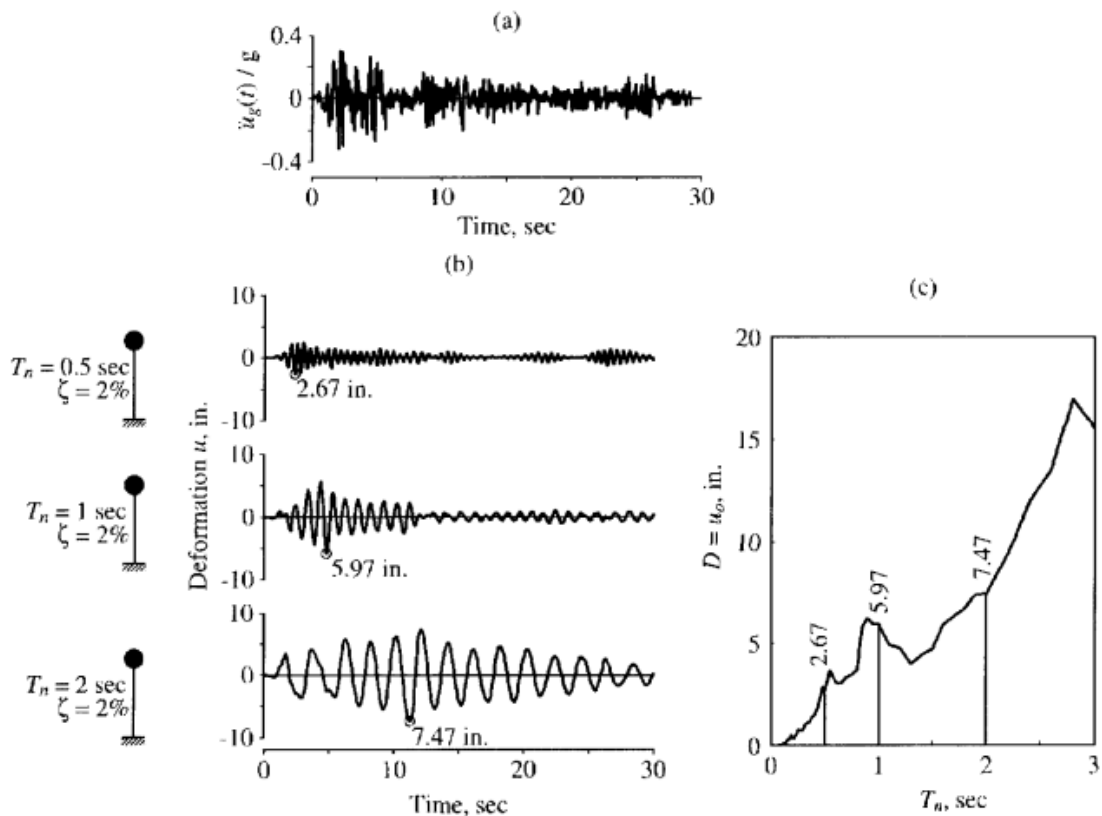 (a)
0.4
0
-0.4
ü_g(t) / g
0 10 20 30
Time, sec
(b)
T_n = 0.5 sec
ζ = 2%
T_n = 1 sec
ζ = 2%
T_n = 2 sec
ζ = 2%
Deformation u, in.
10
0
-10
2.67 in.
10
0
-10
5.97 in.
10
0
-10
7.47 in.
0 10 20 30
Time, sec
(c)
20
15
10
5
0
D = u_o, in.
2.67
5.97
7.47
0 1 2 3
T_n, sec